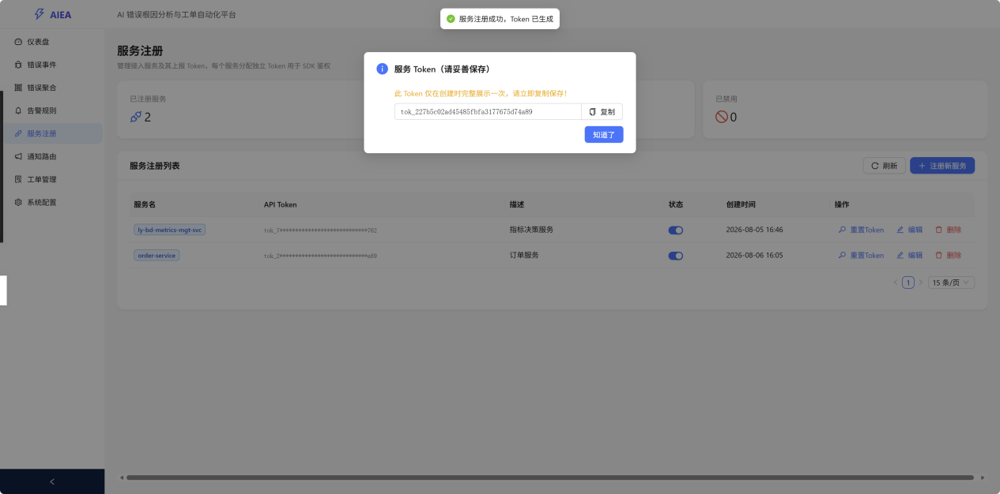 AIEA
AI 错误根因分析与工单自动化平台
服务注册成功，Token 已生成
仪表盘
错误事件
错误聚合
告警规则
服务注册
通知路由
工单管理
系统配置
服务注册
管理接入服务及其上报 Token，每个服务分配独立 Token 用于 SDK 鉴权
已注册服务
2
已禁用
0
服务 Token（请妥善保存）
此 Token 仅在创建时完整展示一次，请立即复制保存！
tok_227b5c02ad45485fbfa3177675d74a89 复制
知道了
服务注册列表
刷新 注册新服务
服务名 API Token 描述 状态 创建时间 操作
ly-bd-metrics-mgt-svc tok_7****************************762 指标决策服务 2026-08-05 16:46 重置Token 编辑 删除
order-service tok_2****************************a89 订单服务 2026-08-06 16:05 重置Token 编辑 删除
1 15 条/页